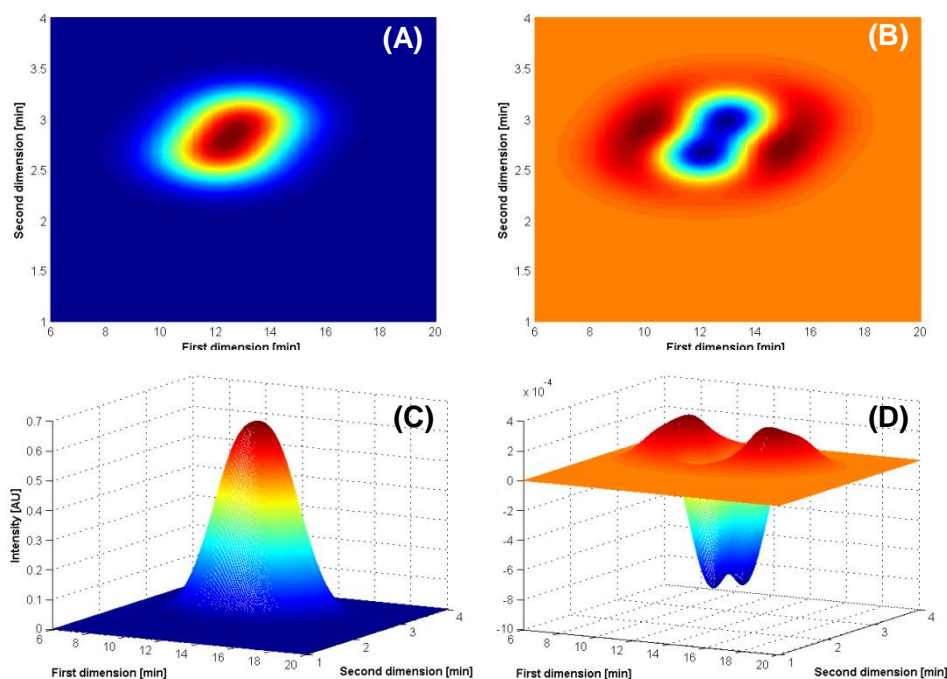 (A)
4
3.5
3
2.5
2
1.5
1
Second dimension [min]
6 8 10 12 14 16 18 20
First dimension [min]
(B)
4
3.5
3
2.5
2
1.5
1
Second dimension [min]
6 8 10 12 14 16 18 20
First dimension [min]
(C)
0.7
0.6
0.5
0.4
0.3
0.2
0.1
0
Intensity [AU]
6 8 10 12 14 16 18 20
First dimension [min]
1 2 3 4
Second dimension [min]
(D)
x 10-4
4
2
0
-2
-4
-6
-8
-10
6 8 10 12 14 16 18 20
First dimension [min]
1 2 3 4
Second dimension [min]